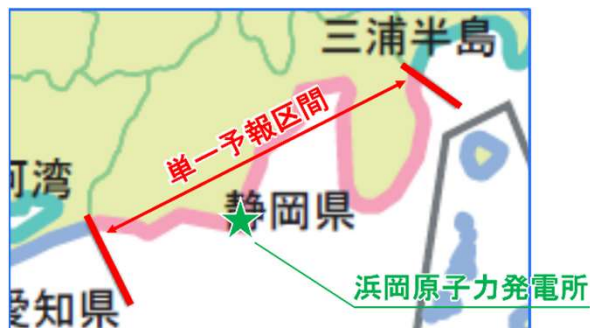 三浦半島
単一予報区間
河湾
静岡県
浜岡原子力発電所
愛知県